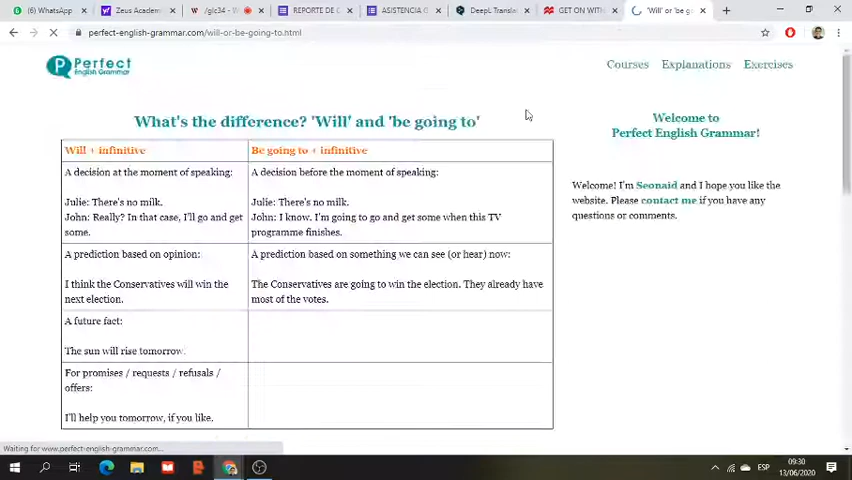 WhatsApp
Zeus Academ
/glc34 - W
REPORTE DE C
ASISTENCIA G
DeepL Transla
GET ON WITH
'Will' or 'be go
perfect-english-grammar.com/will-or-be-going-to.html
Perfect
English Grammar
Courses Explanations Exercises
What's the difference? 'Will' and 'be going to'
Will + infinitive
Be going to + infinitive
A decision at the moment of speaking:
Julie: There's no milk.
John: Really? In that case, I'll go and get
some.
A decision before the moment of speaking:
Julie: There's no milk.
John: I know. I'm going to go and get some when this TV
programme finishes.
A prediction based on opinion:
I think the Conservatives will win the
next election.
A prediction based on something we can see (or hear) now:
The Conservatives are going to win the election. They already have
most of the votes.
A future fact:
The sun will rise tomorrow.
For promises / requests / refusals /
offers:
I'll help you tomorrow, if you like.
Welcome to
Perfect English Grammar!
Welcome! I'm Seonaid and I hope you like the
website. Please contact me if you have any
questions or comments.
Waiting for www.perfect-english-grammar.com...
ESP
09:30
13/06/2020